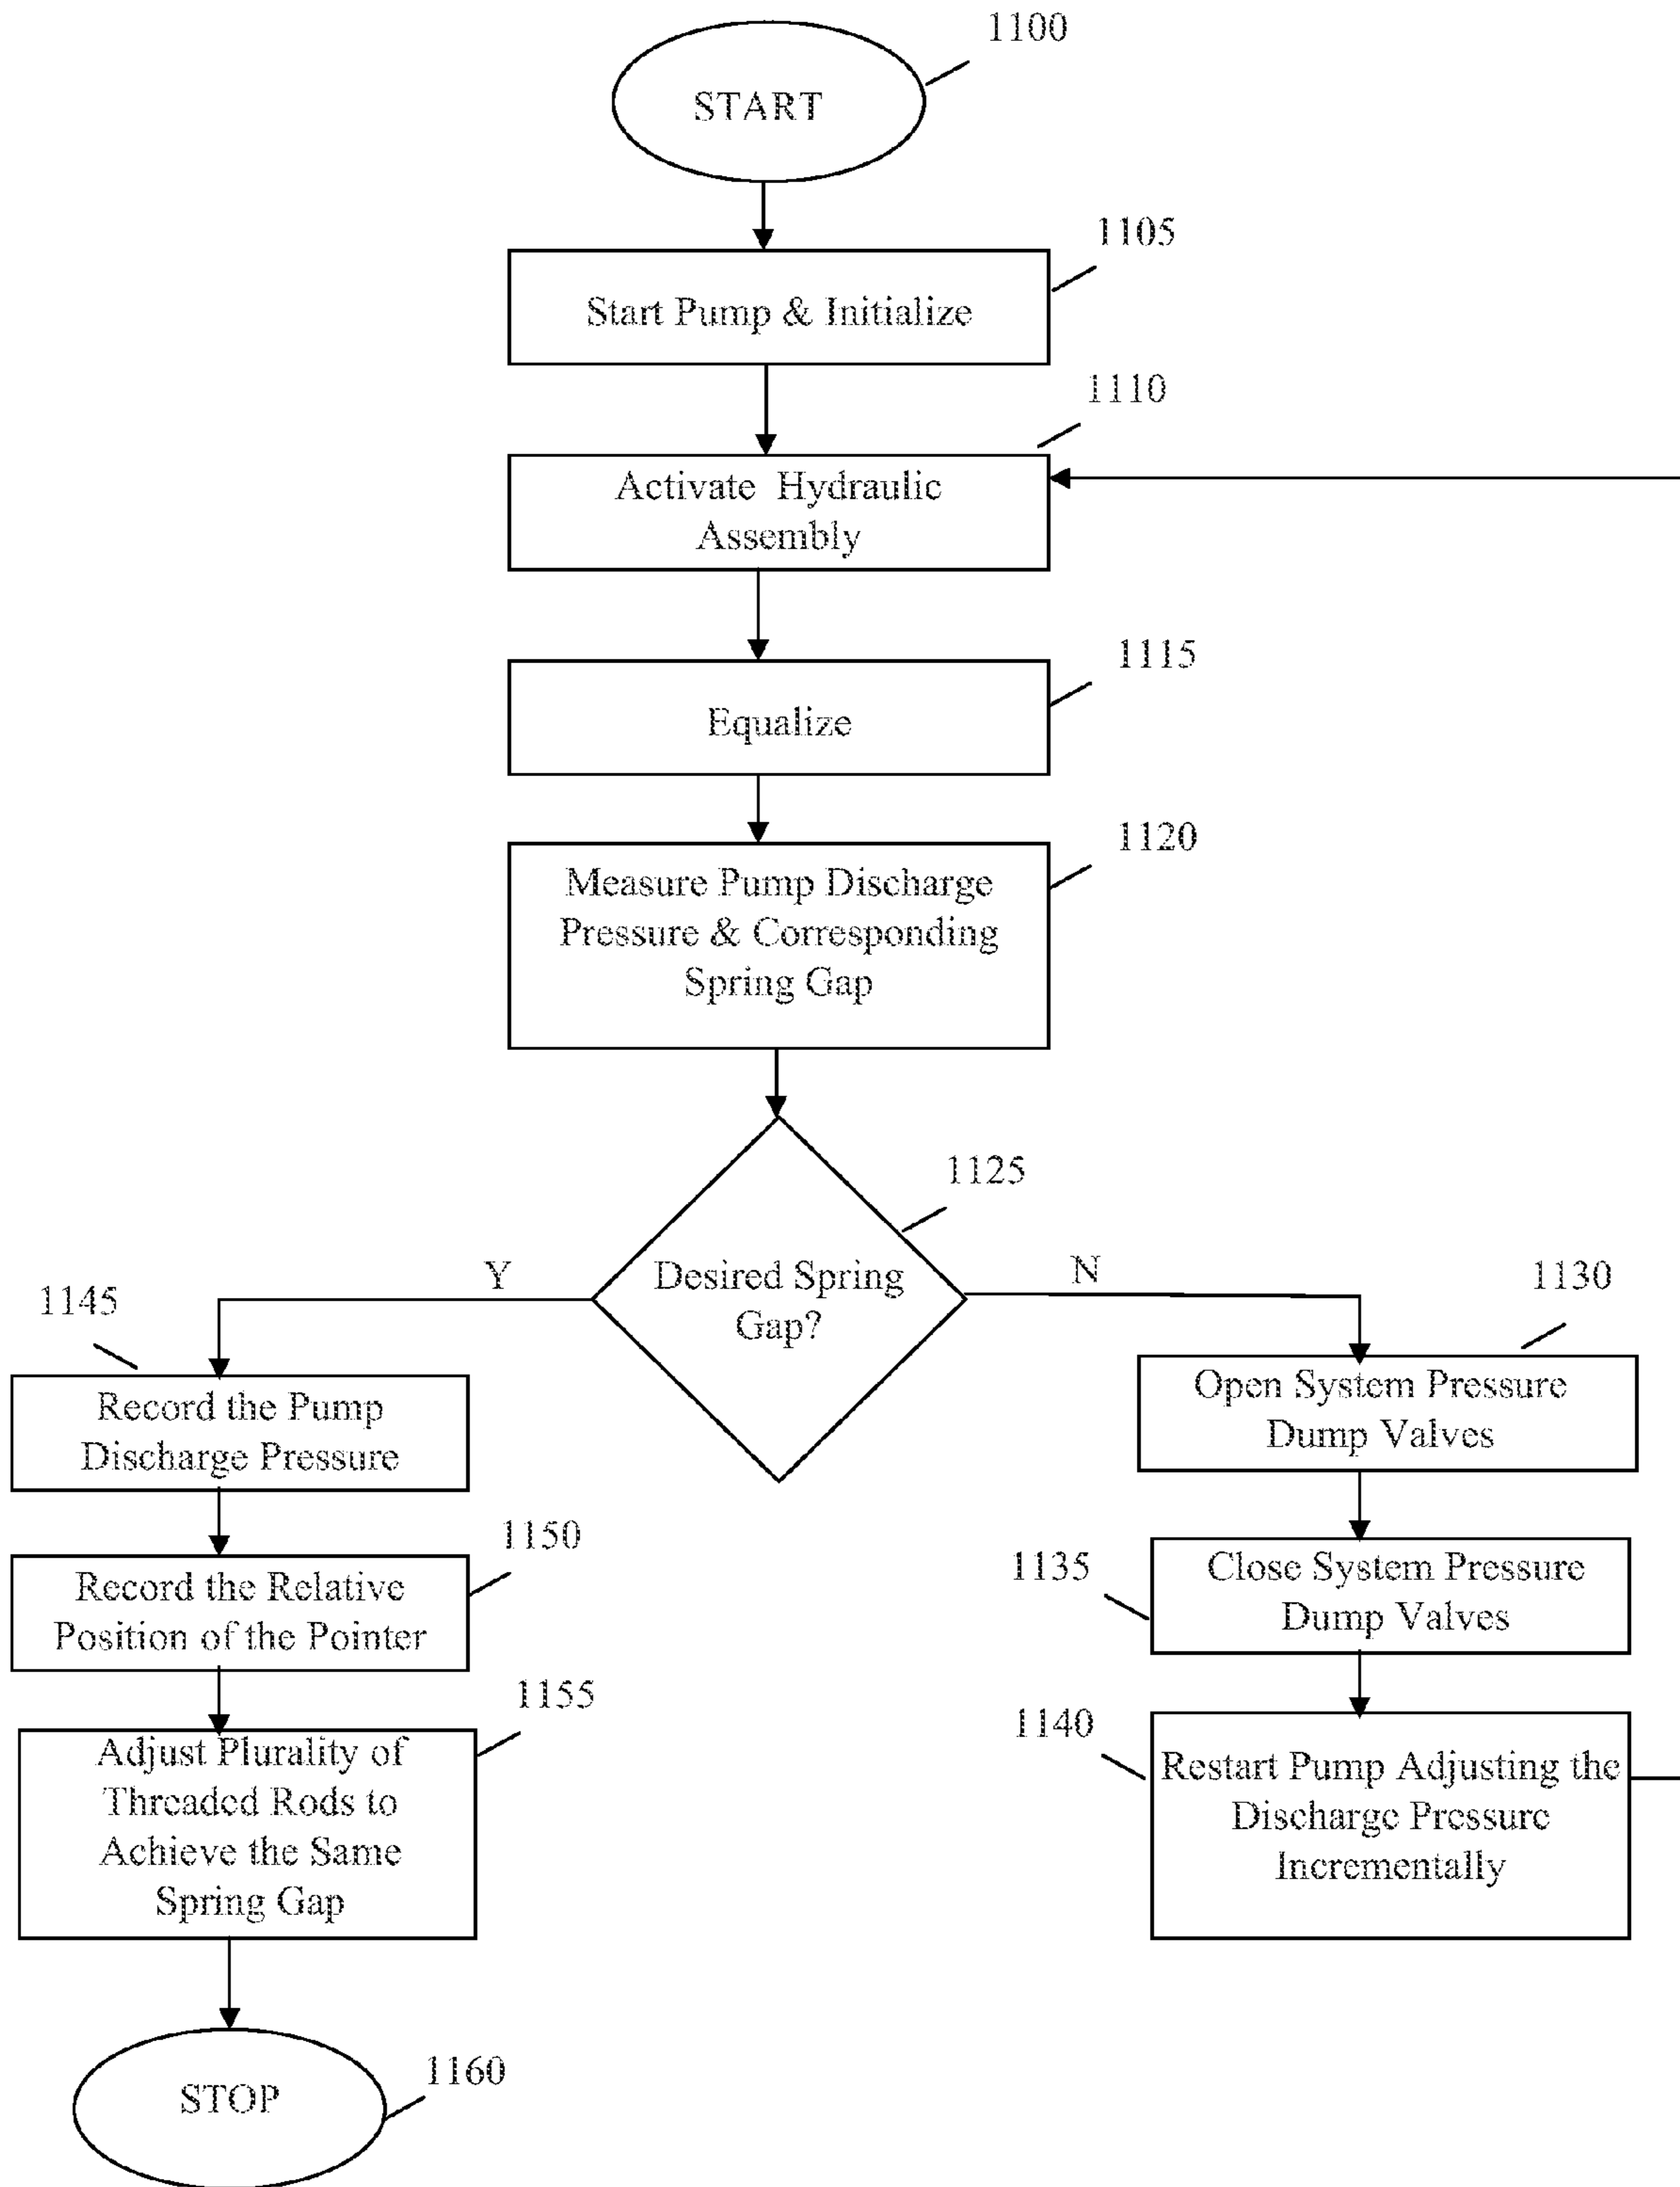 1100
START
1105
Start Pump & Initialize
1110
Activate Hydraulic
Assembly
1115
Equalize
1120
Measure Pump Discharge
Pressure & Corresponding
Spring Gap
1125
Desired Spring
Gap?
Y
N
1145
Record the Pump
Discharge Pressure
1150
Record the Relative
Position of the Pointer
1155
Adjust Plurality of
Threaded Rods to
Achieve the Same
Spring Gap
1160
STOP
1130
Open System Pressure
Dump Valves
1135
Close System Pressure
Dump Valves
1140
Restart Pump Adjusting the
Discharge Pressure
Incrementally